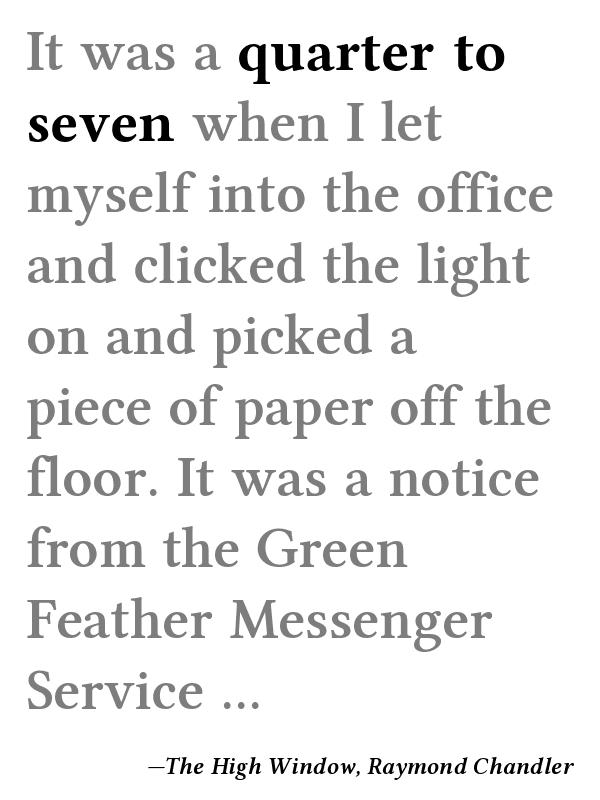 It was a quarter to
seven when I let
myself into the office
and clicked the light
on and picked a
piece of paper off the
floor. It was a notice
from the Green
Feather Messenger
Service ...
—The High Window, Raymond Chandler